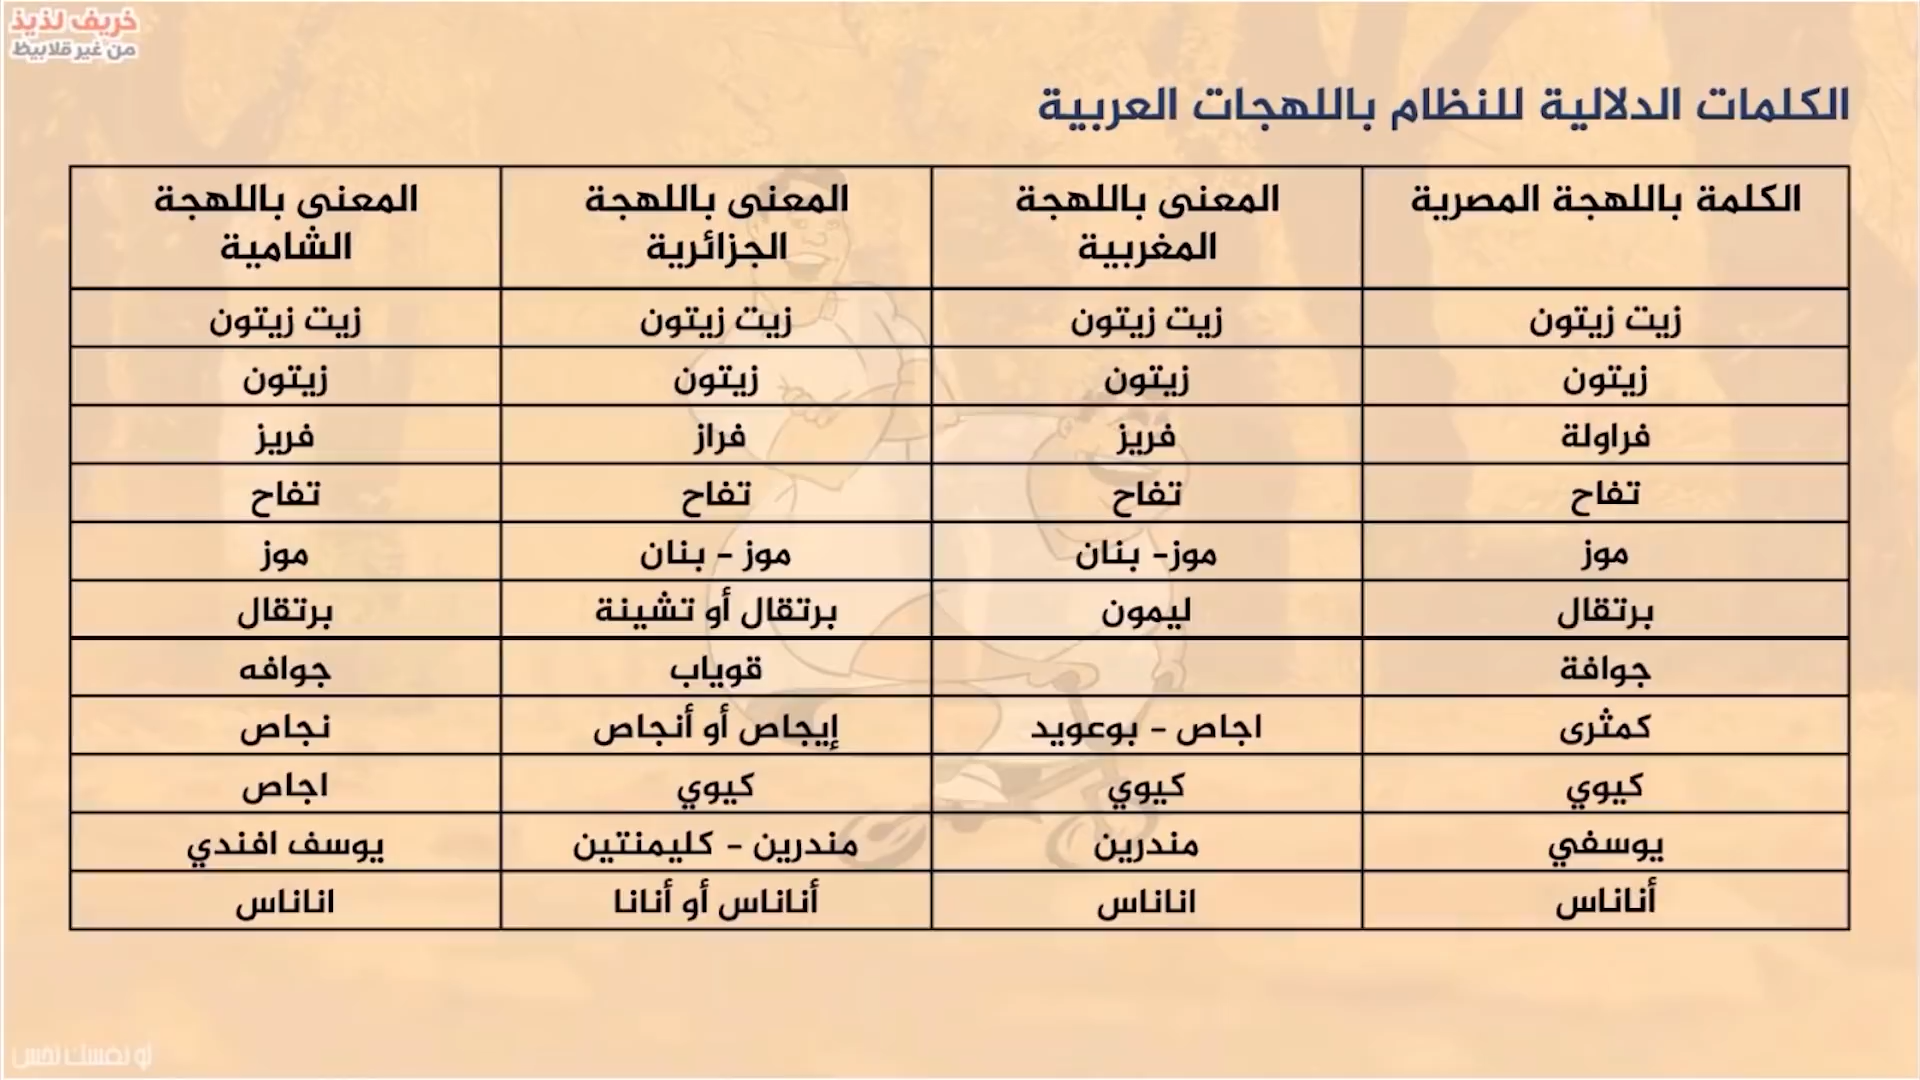 خريف لذيذ
من غير قلابيظ
الكلمات الدلالية للنظام باللهجات العربية
الكلمة باللهجة المصرية | المعنى باللهجة المغربية | المعنى باللهجة الجزائرية | المعنى باللهجة الشامية
زيت زيتون | زيت زيتون | زيت زيتون | زيت زيتون
زيتون | زيتون | زيتون | زيتون
فراولة | فريز | فراز | فريز
تفاح | تفاح | تفاح | تفاح
موز | موز- بنان | موز – بنان | موز
برتقال | ليمون | برتقال أو تشينة | برتقال
جوافة | | قوياب | جوافه
كمثرى | اجاص – بوعويد | إيجاص أو أنجاص | نجاص
كيوي | كيوي | كيوي | اجاص
يوسفي | مندرين | مندرين – كليمنتين | يوسف افندي
أناناس | اناناس | أناناس أو أنانا | اناناس
لو نفسك تخس